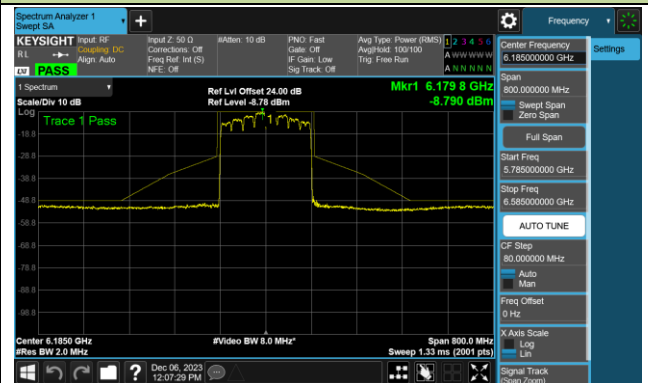 Spectrum Analyzer 1
Swept SA
Frequency
KEYSIGHT
Input: RF
Coupling: DC
Align: Auto
Input Z: 50 Ω
Corrections: Off
Freq Ref: Int (S)
NFE: Off
#Atten: 10 dB
PNO: Fast
Gate: Off
IF Gain: Low
Sig Track: Off
Avg Type: Power (RMS)
Avg|Hold: 100/100
Trig: Free Run
1 2 3 4 5 6
A W W W W W
A N N N N N
R L
LXI
PASS
1 Spectrum
Scale/Div 10 dB
Ref Lvl Offset 24.00 dB
Ref Level -8.78 dBm
Mkr1 6.179 8 GHz
-8.790 dBm
Log
Trace 1 Pass
1
-18.8
-28.8
-38.8
-48.8
-58.8
-68.8
-78.8
-88.8
-98.8
Center 6.1850 GHz
#Res BW 2.0 MHz
#Video BW 8.0 MHz*
Span 800.0 MHz
Sweep 1.33 ms (2001 pts)
Dec 06, 2023
12:07:29 PM
Center Frequency
6.185000000 GHz
Settings
Span
800.000000 MHz
Swept Span
Zero Span
Full Span
Start Freq
5.785000000 GHz
Stop Freq
6.585000000 GHz
AUTO TUNE
CF Step
80.000000 MHz
Auto
Man
Freq Offset
0 Hz
X Axis Scale
Log
Lin
Signal Track
(Span Zoom)